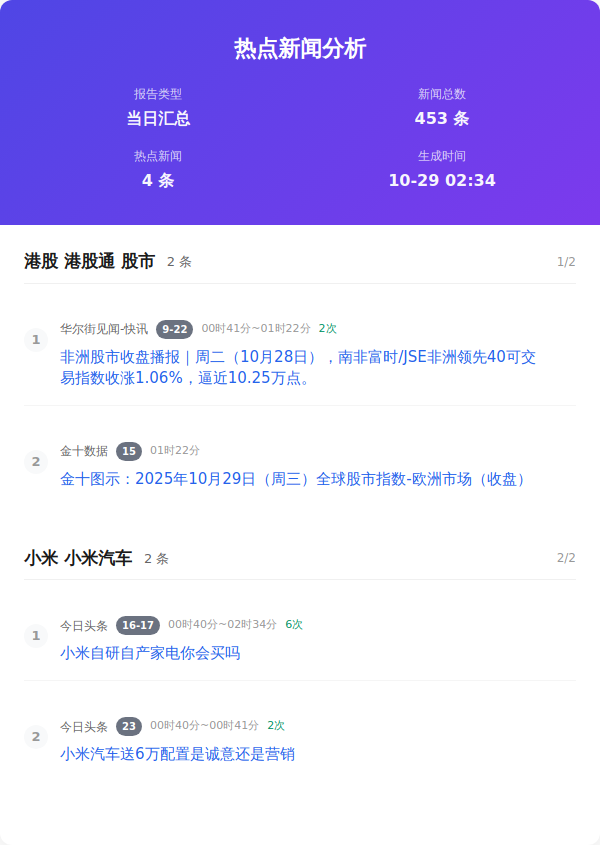 热点新闻分析
报告类型
新闻总数
当日汇总
453 条
热点新闻
生成时间
4 条
10-29 02:34
港股 港股通 股市 2 条 1/2
1
华尔街见闻-快讯 9-22 00时41分~01时22分 2次
非洲股市收盘播报｜周二（10月28日），南非富时/JSE非洲领先40可交
易指数收涨1.06%，逼近10.25万点。
2
金十数据 15 01时22分
金十图示：2025年10月29日（周三）全球股市指数-欧洲市场（收盘）
小米 小米汽车 2 条 2/2
1
今日头条 16-17 00时40分~02时34分 6次
小米自研自产家电你会买吗
2
今日头条 23 00时40分~00时41分 2次
小米汽车送6万配置是诚意还是营销